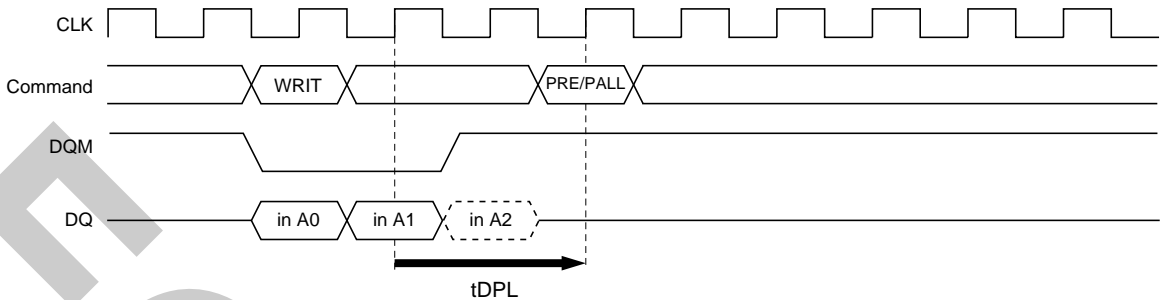 CLK
Command WRIT PRE/PALL
DQM
DQ in A0 in A1 in A2
tDPL